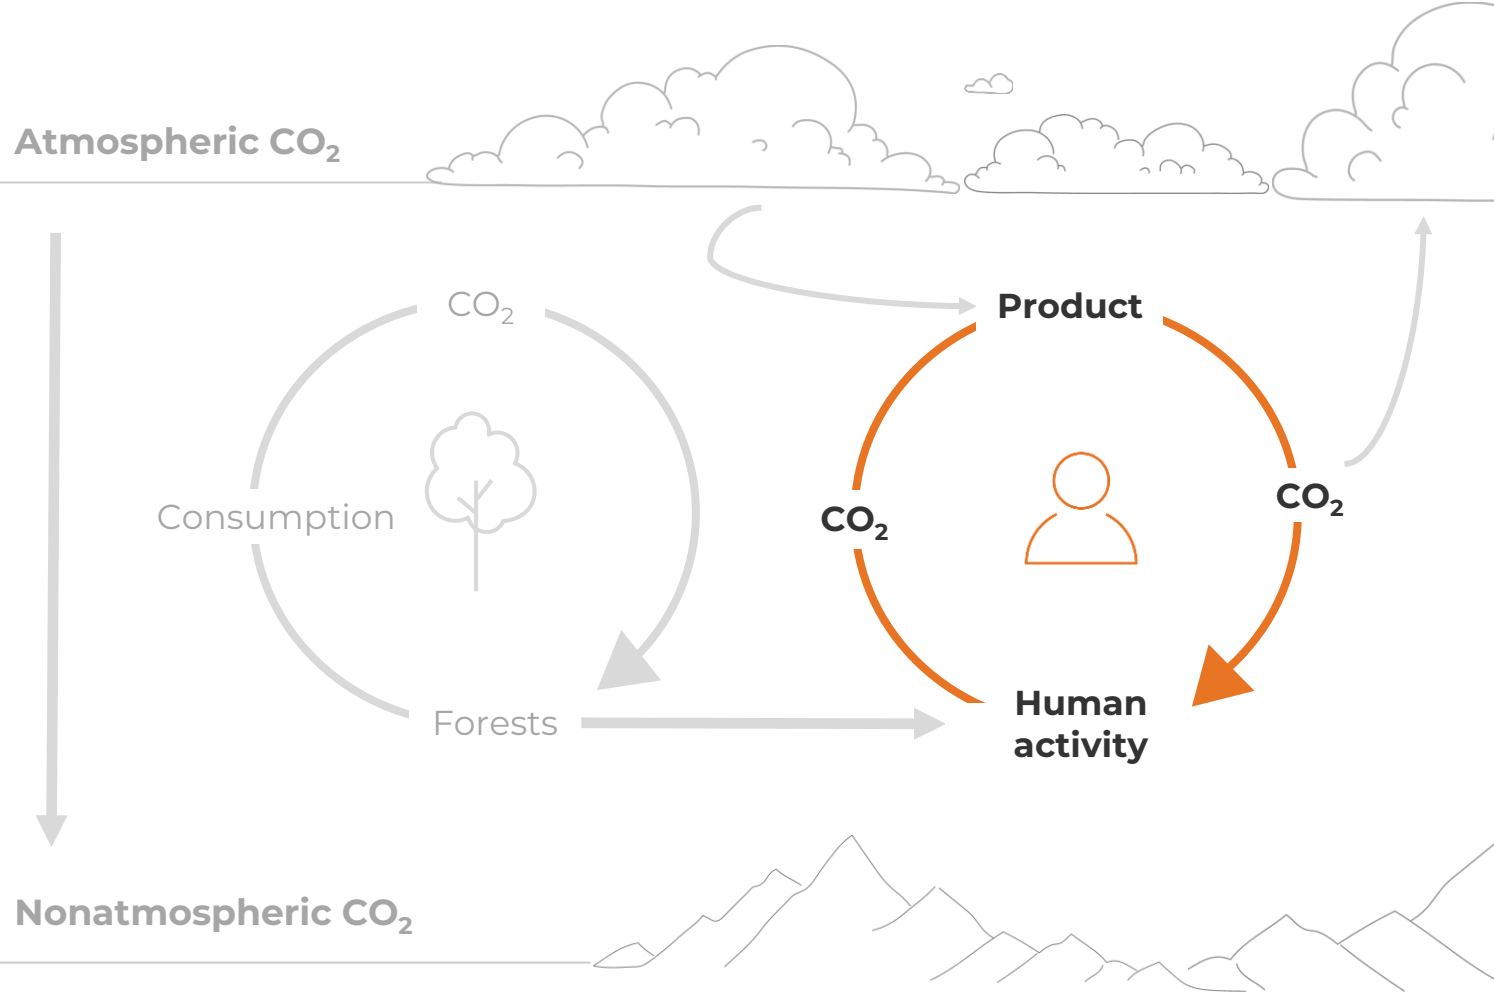 Atmospheric CO₂
CO₂
Product
Consumption
CO₂
CO₂
Forests
Human
activity
Nonatmospheric CO₂